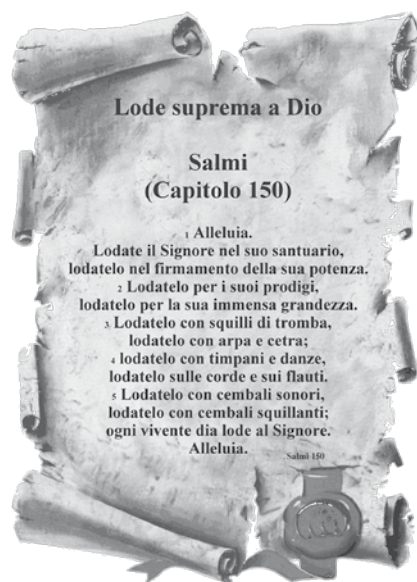 Lode suprema a Dio
Salmi
(Capitolo 150)
1 Alleluia.
Lodate il Signore nel suo santuario,
lodatelo nel firmamento della sua potenza.
2 Lodatelo per i suoi prodigi,
lodatelo per la sua immensa grandezza.
3 Lodatelo con squilli di tromba,
lodatelo con arpa e cetra;
4 lodatelo con timpani e danze,
lodatelo sulle corde e sui flauti.
5 Lodatelo con cembali sonori,
lodatelo con cembali squillanti;
ogni vivente dia lode al Signore.
Alleluia.
Salmi 150